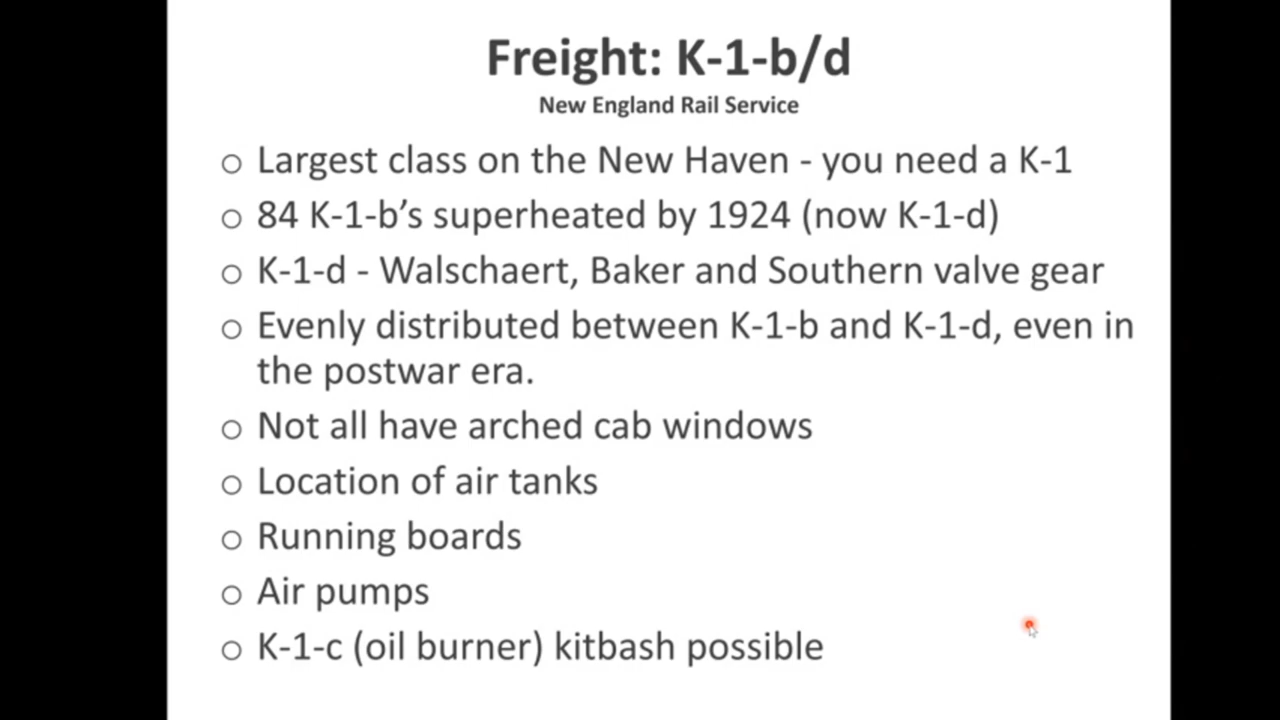 Freight: K-1-b/d
New England Rail Service
○ Largest class on the New Haven - you need a K-1
○ 84 K-1-b’s superheated by 1924 (now K-1-d)
○ K-1-d - Walschaert, Baker and Southern valve gear
○ Evenly distributed between K-1-b and K-1-d, even in
the postwar era.
○ Not all have arched cab windows
○ Location of air tanks
○ Running boards
○ Air pumps
○ K-1-c (oil burner) kitbash possible